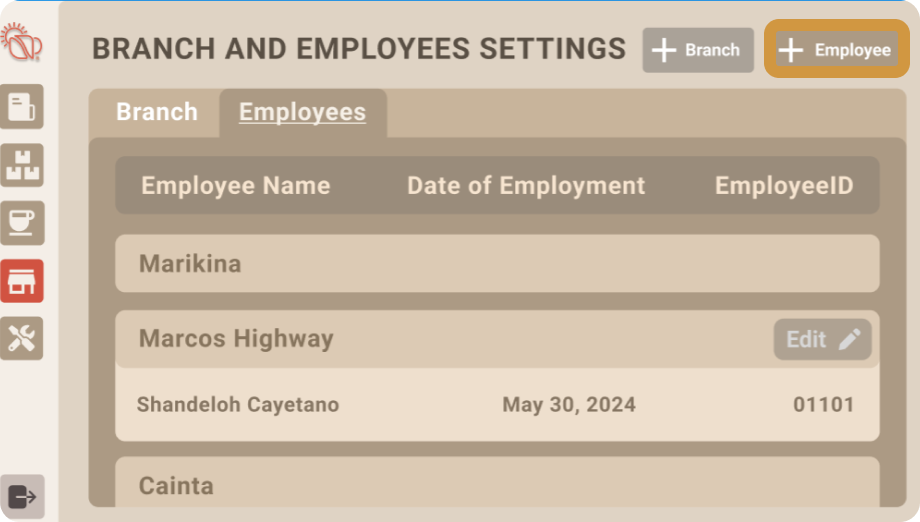 BRANCH AND EMPLOYEES SETTINGS
Branch
Employee
Branch
Employees
Employee Name Date of Employment EmployeeID
Marikina
Marcos Highway
Edit
Shandeloh Cayetano May 30, 2024 01101
Cainta